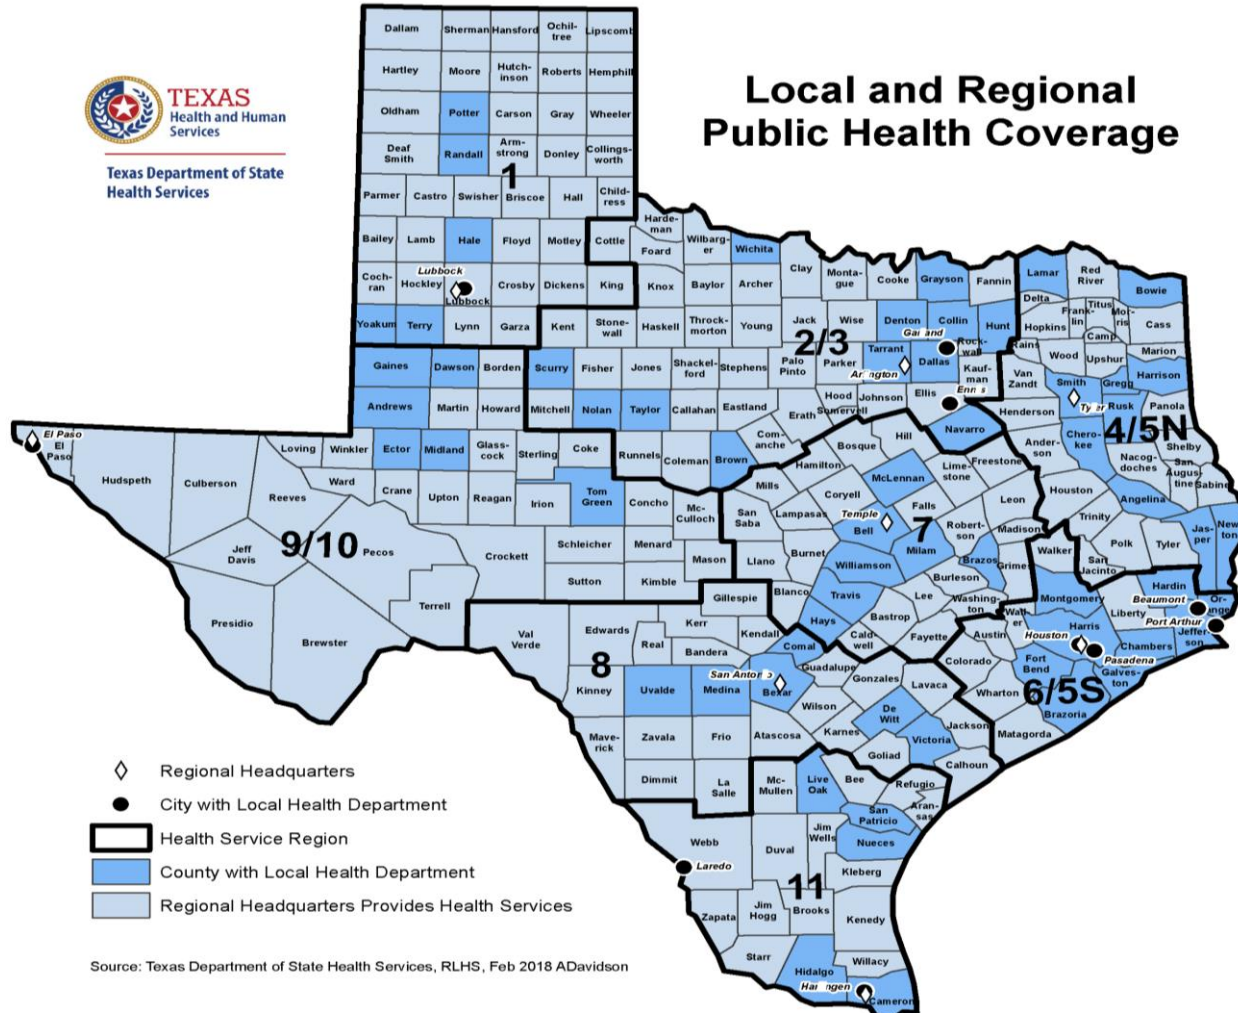 TEXAS
Health and Human
Services
Texas Department of State
Health Services
Local and Regional
Public Health Coverage
Dallam
Sherman
Hansford
Ochil-
tree
Lipscomb
Hartley
Moore
Hutch-
inson
Roberts
Hemphill
Oldham
Potter
Carson
Gray
Wheeler
Deaf
Smith
Randall
Arm-
strong
Donley
Collings-
worth
1
Parmer
Castro
Swisher
Briscoe
Hall
Child-
ress
Bailey
Lamb
Hale
Floyd
Motley
Cottle
Harde-
man
Foard
Wilbarg-
er
Wichita
Coch-
ran
Hockley
Lubbock
Lubbock
Crosby
Dickens
King
Knox
Baylor
Archer
Clay
Monta-
gue
Cooke
Grayson
Fannin
Lamar
Red
River
Bowie
Yoakum
Terry
Lynn
Garza
Kent
Stone-
wall
Haskell
Throck-
morton
Young
Jack
Wise
Denton
Collin
Hunt
Delta
Hopkins
Frank-
lin
Titus
Mor-
ris
Cass
Camp
Marion
2/3
Rock-
wall
Rains
Wood
Upshur
Harrison
Gaines
Dawson
Borden
Scurry
Fisher
Jones
Shackel-
ford
Stephens
Palo
Pinto
Parker
Tarrant
Dallas
Kauf-
man
Van
Zandt
Smith
Gregg
Andrews
Martin
Howard
Mitchell
Nolan
Taylor
Callahan
Eastland
Erath
Hood
Somervell
Johnson
Ellis
Henderson
Rusk
Panola
4/5N
Navarro
Ander-
son
Chero-
kee
Nacog-
doches
Shelby
San
Augus-
tine
Sabine
El Paso
El
Paso
Hudspeth
Culberson
Reeves
Loving
Winkler
Ector
Midland
Glass-
cock
Sterling
Coke
Runnels
Coleman
Brown
Com-
anche
Hamilton
Bosque
Hill
Free­stone
Lime-
stone
McLennan
Ward
Crane
Upton
Reagan
Irion
Tom
Green
Concho
Mc-
Culloch
San
Saba
Mills
Lampasas
Coryell
Falls
Leon
Houston
Angelina
Trinity
Temple
Bell
7
Robert-
son
Madison
Walker
Polk
Tyler
Jas-
per
New-
ton
San
Jacinto
Jeff
Davis
9/10
Pecos
Crockett
Schleicher
Menard
Mason
Llano
Burnet
Williamson
Milam
Brazos
Grimes
Burleson
Sutton
Kimble
Gillespie
Blanco
Travis
Lee
Washing-
ton
Montgomery
Liberty
Hardin
Beaumont
Port Arthur
Jeffer-
son
Presidio
Brewster
Terrell
Val
Verde
Edwards
Real
Kerr
Bandera
Kendall
Hays
Comal
Cald-
well
Bastrop
Fayette
Austin
Harris
Houston
Pasadena
Chambers
Galves-
ton
8
Kinney
Uvalde
Medina
Bexar
Guadalupe
Gonzales
Lavaca
Colorado
Fort
Bend
6/5S
Wharton
Brazoria
Matagorda
Mave-
rick
Zavala
Frio
Atascosa
Wilson
Karnes
De
Witt
Victoria
Jackson
Calhoun
Goliad
Dimmit
La
Salle
Mc-
Mullen
Live
Oak
Bee
Refugio
Aran-
sas
San
Patricio
Nueces
Webb
Laredo
Duval
Jim
Wells
Kleberg
11
Zapata
Jim
Hogg
Brooks
Kenedy
Starr
Hidalgo
Willacy
Cameron
Regional Headquarters
City with Local Health Department
Health Service Region
County with Local Health Department
Regional Headquarters Provides Health Services
Source: Texas Department of State Health Services, RLHS, Feb 2018 ADavidson